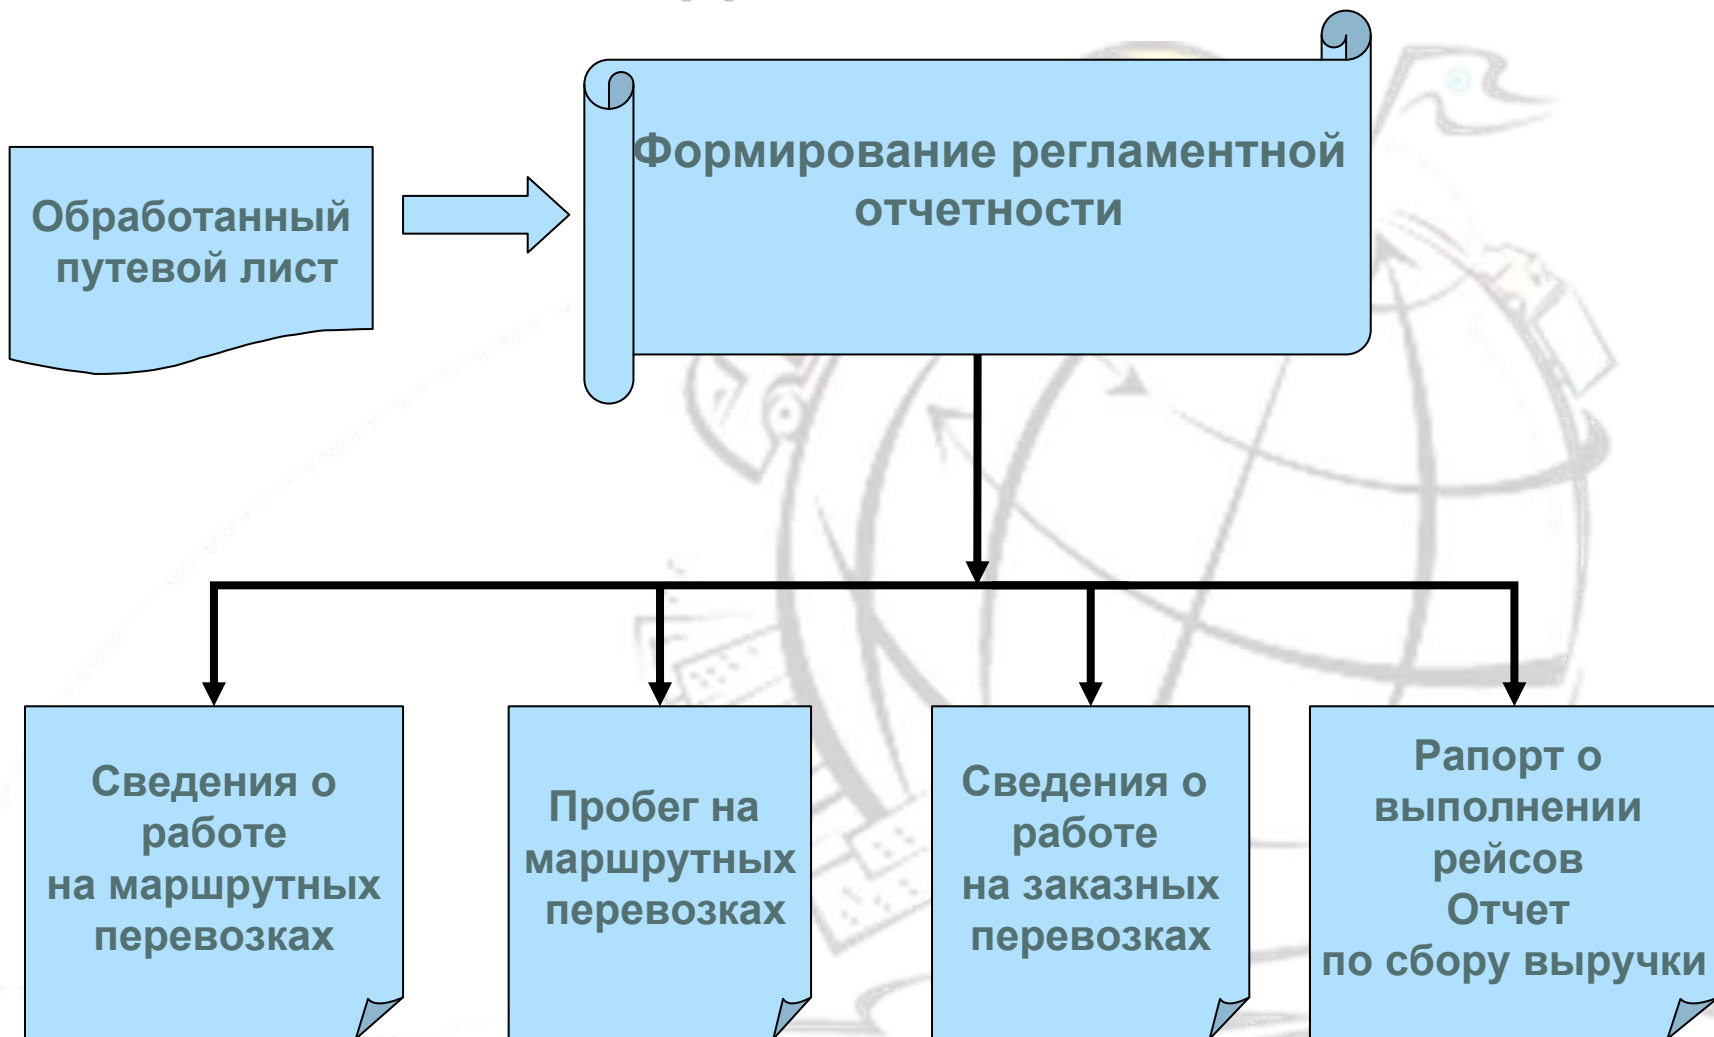 Формирование регламентной
отчетности
Обработанный
путевой лист
Сведения о
работе
на маршрутных
перевозках
Пробег на
маршрутных
перевозках
Сведения о
работе
на заказных
перевозках
Рапорт о
выполнении
рейсов
Отчет
по сбору выручки